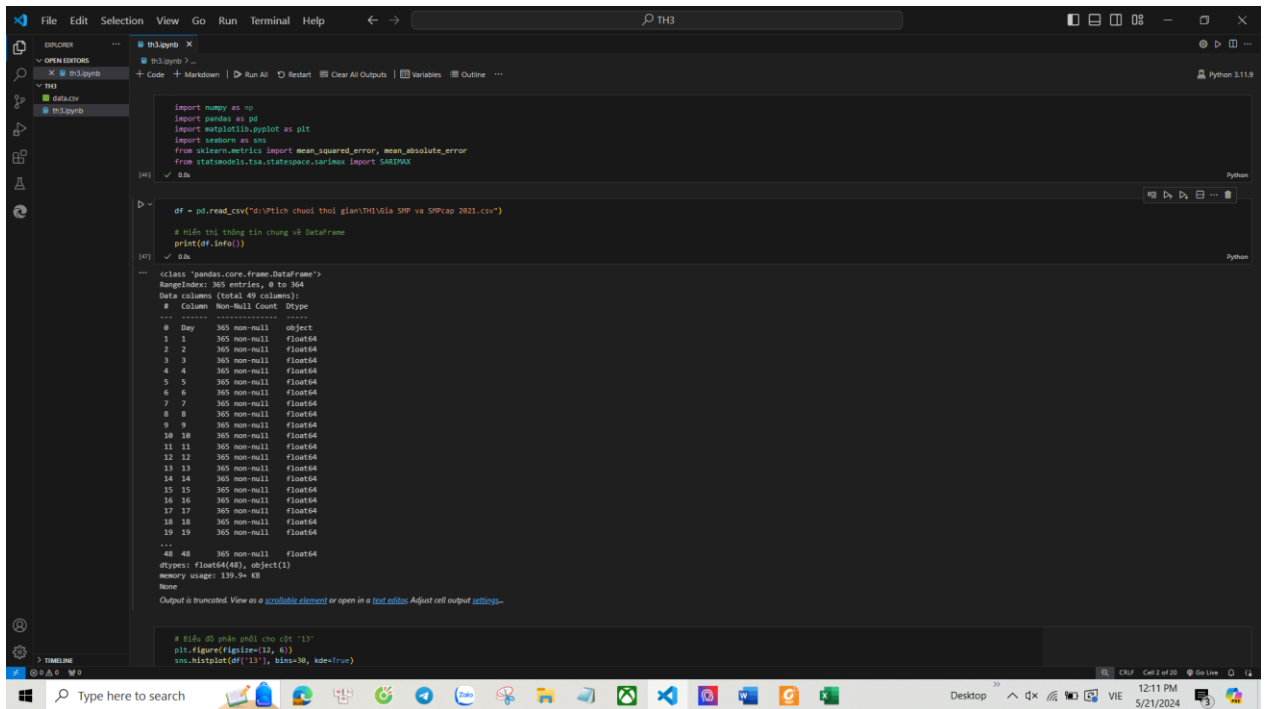 File Edit Selection View Go Run Terminal Help
TH3
EXPLORER
OPEN EDITORS
th3.ipynb
TH3
data.csv
th3.ipynb
TIMELINE
th3.ipynb
th3.ipynb > ...
+ Code + Markdown | Run All Restart Clear All Outputs | Variables Outline ...
Python 3.11.9
import numpy as np
import pandas as pd
import matplotlib.pyplot as plt
import seaborn as sns
from sklearn.metrics import mean_squared_error, mean_absolute_error
from statsmodels.tsa.statespace.sarimax import SARIMAX
[46] ✓ 0.0s Python
df = pd.read_csv("d:\Ptich chuoi thoi gian\TH1\Gia SMP va SMPcap 2021.csv")
# Hiển thị thông tin chung về DataFrame
print(df.info())
[47] ✓ 0.0s Python
<class 'pandas.core.frame.DataFrame'>
RangeIndex: 365 entries, 0 to 364
Data columns (total 49 columns):
# Column Non-Null Count Dtype
--- ------ -------------- -----
0 Day 365 non-null object
1 1 365 non-null float64
2 2 365 non-null float64
3 3 365 non-null float64
4 4 365 non-null float64
5 5 365 non-null float64
6 6 365 non-null float64
7 7 365 non-null float64
8 8 365 non-null float64
9 9 365 non-null float64
10 10 365 non-null float64
11 11 365 non-null float64
12 12 365 non-null float64
13 13 365 non-null float64
14 14 365 non-null float64
15 15 365 non-null float64
16 16 365 non-null float64
17 17 365 non-null float64
18 18 365 non-null float64
19 19 365 non-null float64
...
48 48 365 non-null float64
dtypes: float64(48), object(1)
memory usage: 139.9+ KB
None
Output is truncated. View as a scrollable element or open in a text editor. Adjust cell output settings...
# Biểu đồ phân phối cho cột '13'
plt.figure(figsize=(12, 6))
sns.histplot(df['13'], bins=30, kde=True)
0 0 0 CRLF Cell 2 of 20 Go Live
Type here to search
Zalo
Desktop
VIE
12:11 PM
5/21/2024
3